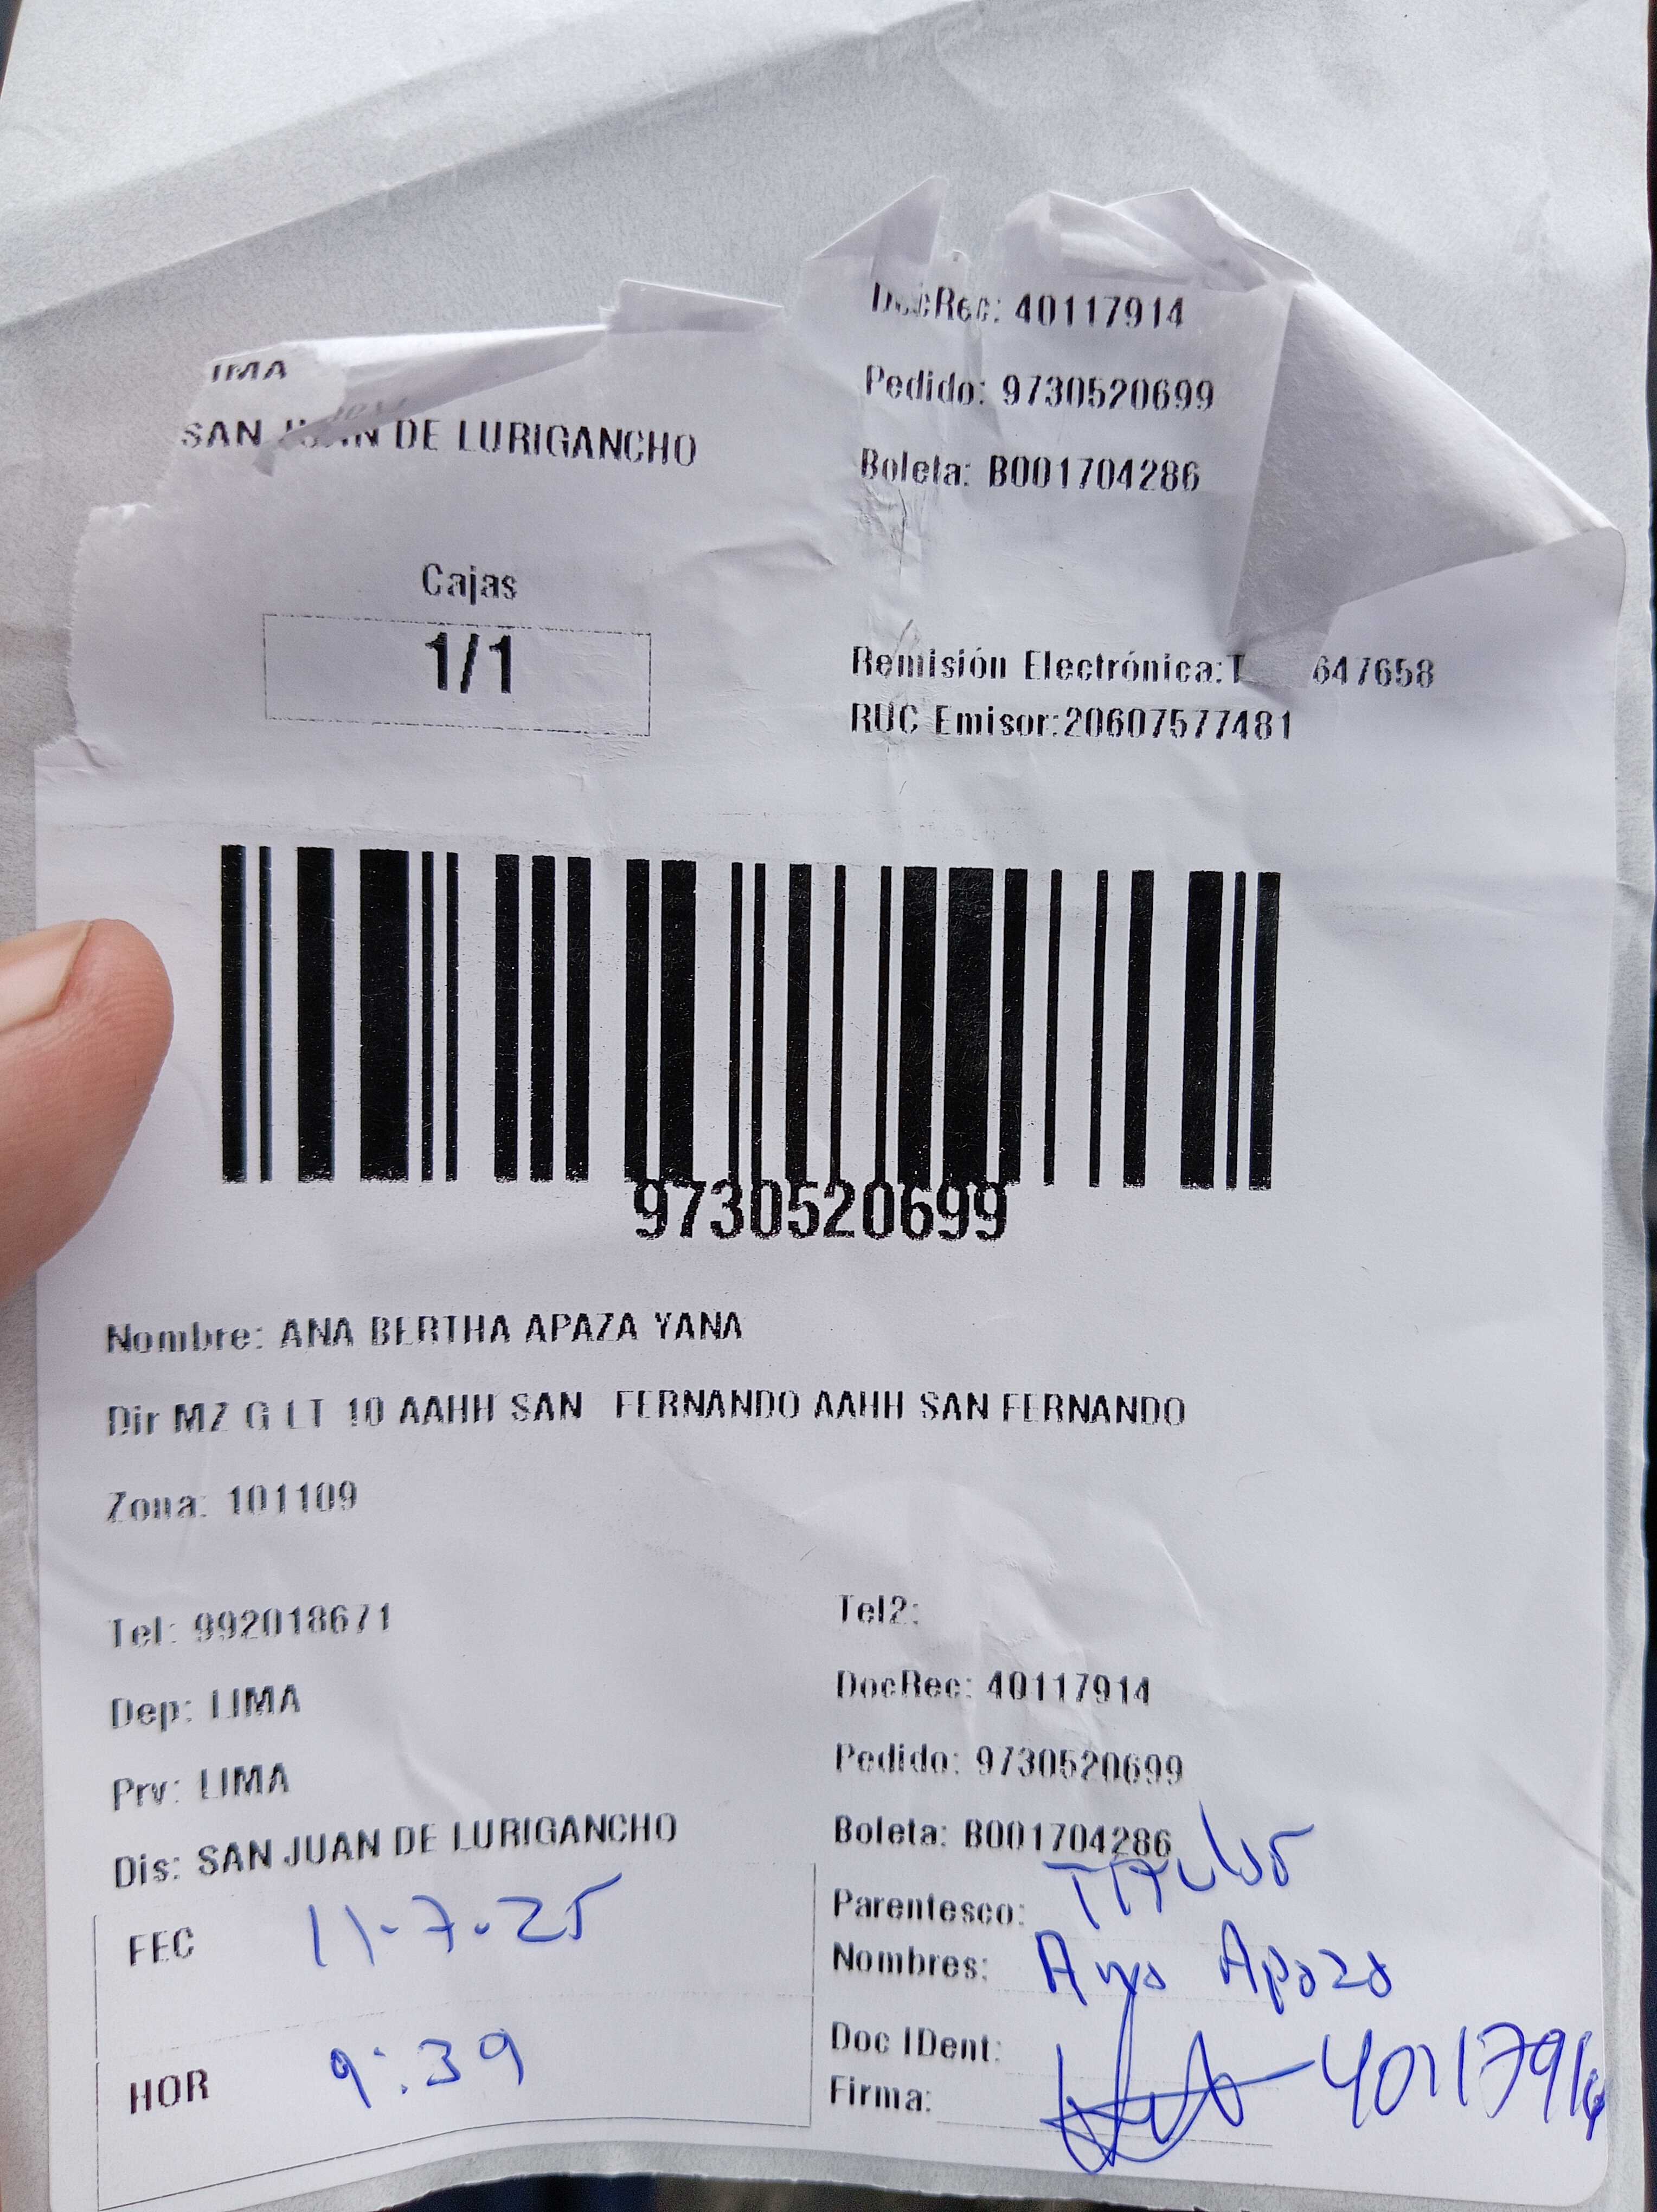 DocRec: 40117914
IMA
Pedido: 9730520699
SAN JUAN DE LURIGANCHO
Boleta: B001704286
Cajas
1/1
Remisión Electrónica:T 647658
RUC Emisor:20607577481
9730520699
Nombre: ANA BERTHA APAZA YANA
Dir MZ G LT 10 AAHH SAN FERNANDO AAHH SAN FERNANDO
Zona: 101109
Tel: 992018671
Tel2:
Dep: LIMA
DocRec: 40117914
Prv: LIMA
Pedido: 9730520699
Dis: SAN JUAN DE LURIGANCHO
Boleta: B001704286
FEC 11-7-25
Parentesco: Titular
Nombres: Ana Apaza
HOR 9:39
Doc IDent: 40117914
Firma: